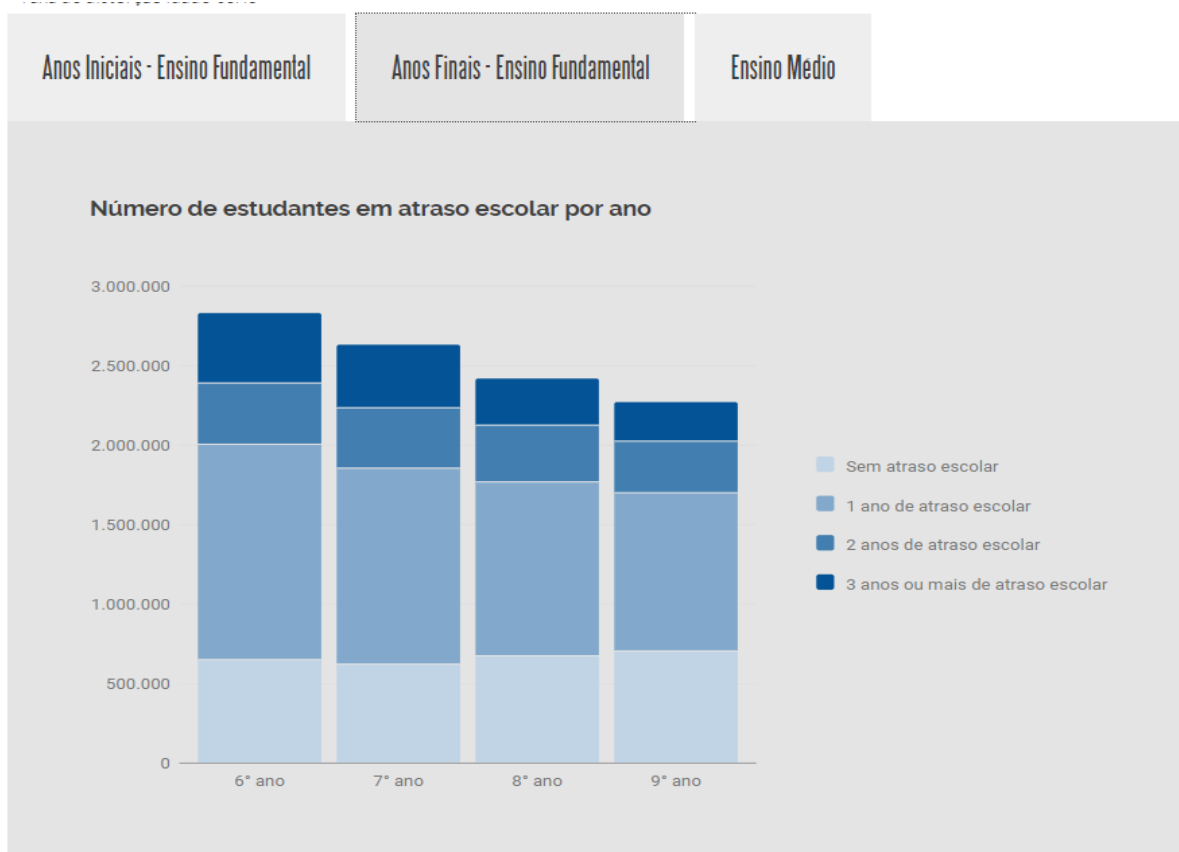 Anos Iniciais - Ensino Fundamental
Anos Finais - Ensino Fundamental
Ensino Médio
Número de estudantes em atraso escolar por ano
3.000.000
2.500.000
2.000.000
1.500.000
1.000.000
500.000
0
6° ano
7° ano
8° ano
9° ano
Sem atraso escolar
1 ano de atraso escolar
2 anos de atraso escolar
3 anos ou mais de atraso escolar